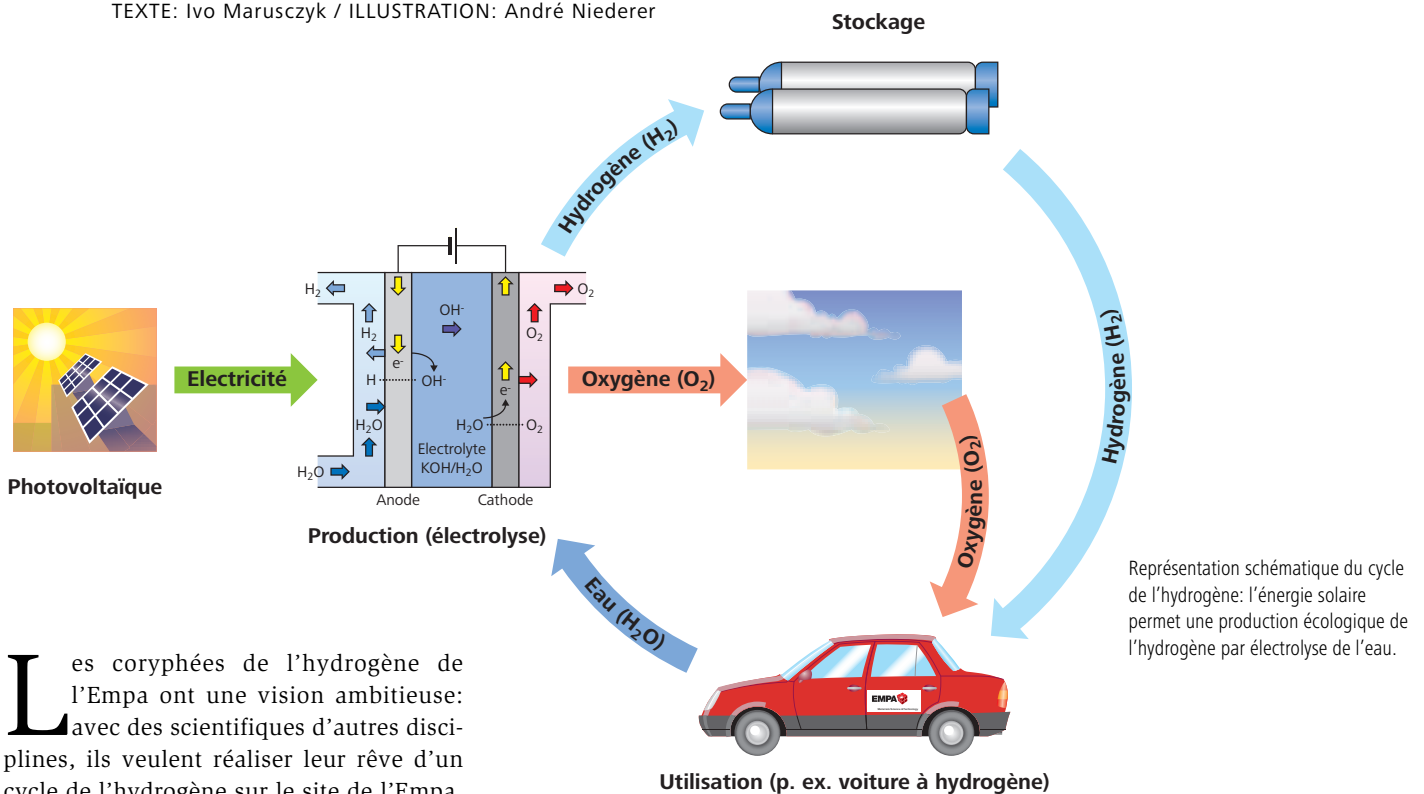 TEXTE: Ivo Marusczyk / ILLUSTRATION: André Niederer
Stockage
Hydrogène (H₂)
Hydrogène (H₂)
Photovoltaïque
Electricité
H₂
H₂
e⁻
H
OH⁻
OH⁻
H₂O
H₂O
e⁻
H₂O
O₂
O₂
O₂
Electrolyte
KOH/H₂O
Anode
Cathode
Production (électrolyse)
Oxygène (O₂)
Oxygène (O₂)
Eau (H₂O)
EMPA
Utilisation (p. ex. voiture à hydrogène)
Représentation schématique du cycle
de l’hydrogène: l’énergie solaire
permet une production écologique de
l’hydrogène par électrolyse de l’eau.
Les coryphées de l’hydrogène de
l’Empa ont une vision ambitieuse:
avec des scientifiques d’autres disci-
plines, ils veulent réaliser leur rêve d’un
cycle de l’hydrogène sur le site de l’Empa.